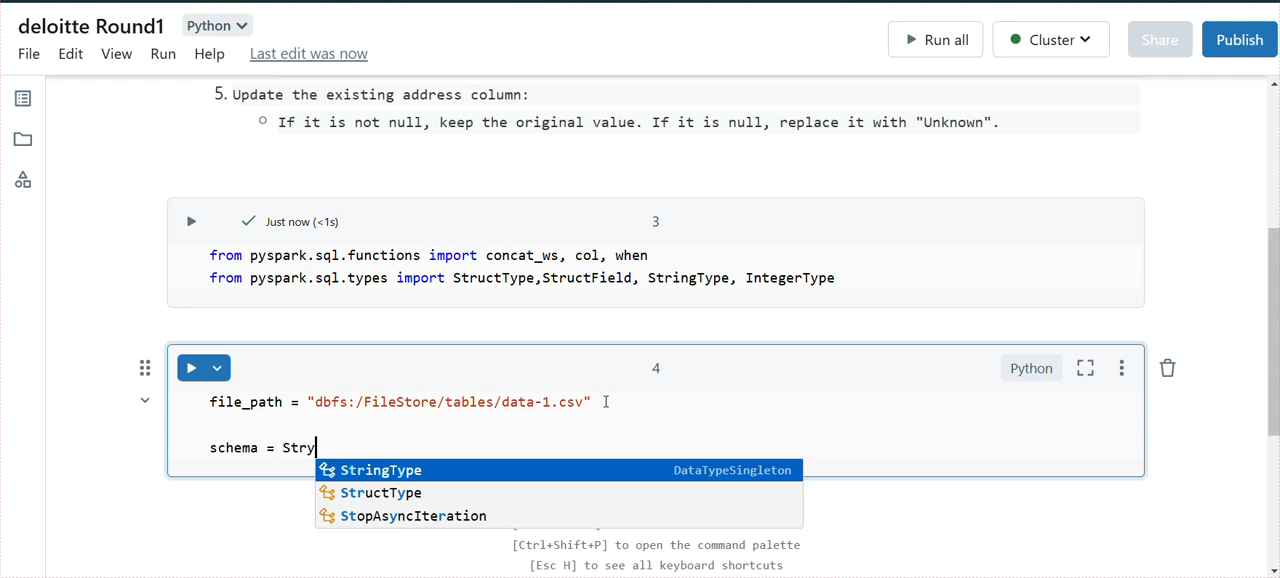 deloitte Round1 Python
File Edit View Run Help Last edit was now
Run all Cluster Share Publish
5. Update the existing address column:
If it is not null, keep the original value. If it is null, replace it with "Unknown".
Just now (<1s) 3
from pyspark.sql.functions import concat_ws, col, when
from pyspark.sql.types import StructType,StructField, StringType, IntegerType
4 Python
file_path = "dbfs:/FileStore/tables/data-1.csv"
schema = Stry
StringType DataTypeSingleton
StructType
StopAsyncIteration
[Ctrl+Shift+P] to open the command palette
[Esc H] to see all keyboard shortcuts